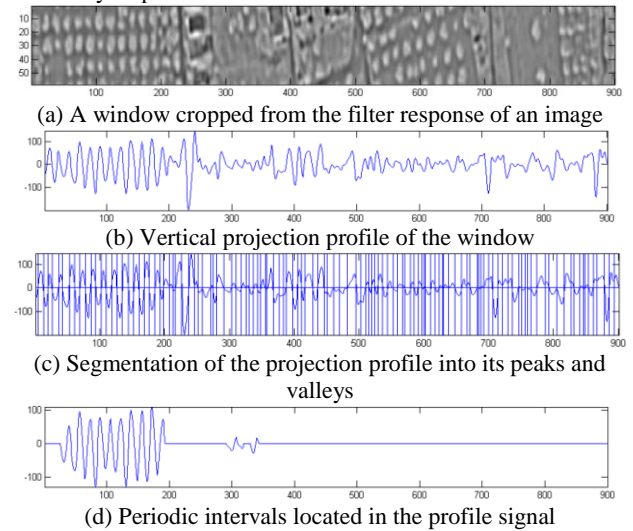 10
20
30
40
50
100 200 300 400 500 600 700 800 900
(a) A window cropped from the filter response of an image
100
0
-100
100 200 300 400 500 600 700 800 900
(b) Vertical projection profile of the window
100
0
-100
100 200 300 400 500 600 700 800 900
(c) Segmentation of the projection profile into its peaks and
valleys
100
0
-100
100 200 300 400 500 600 700 800 900
(d) Periodic intervals located in the profile signal